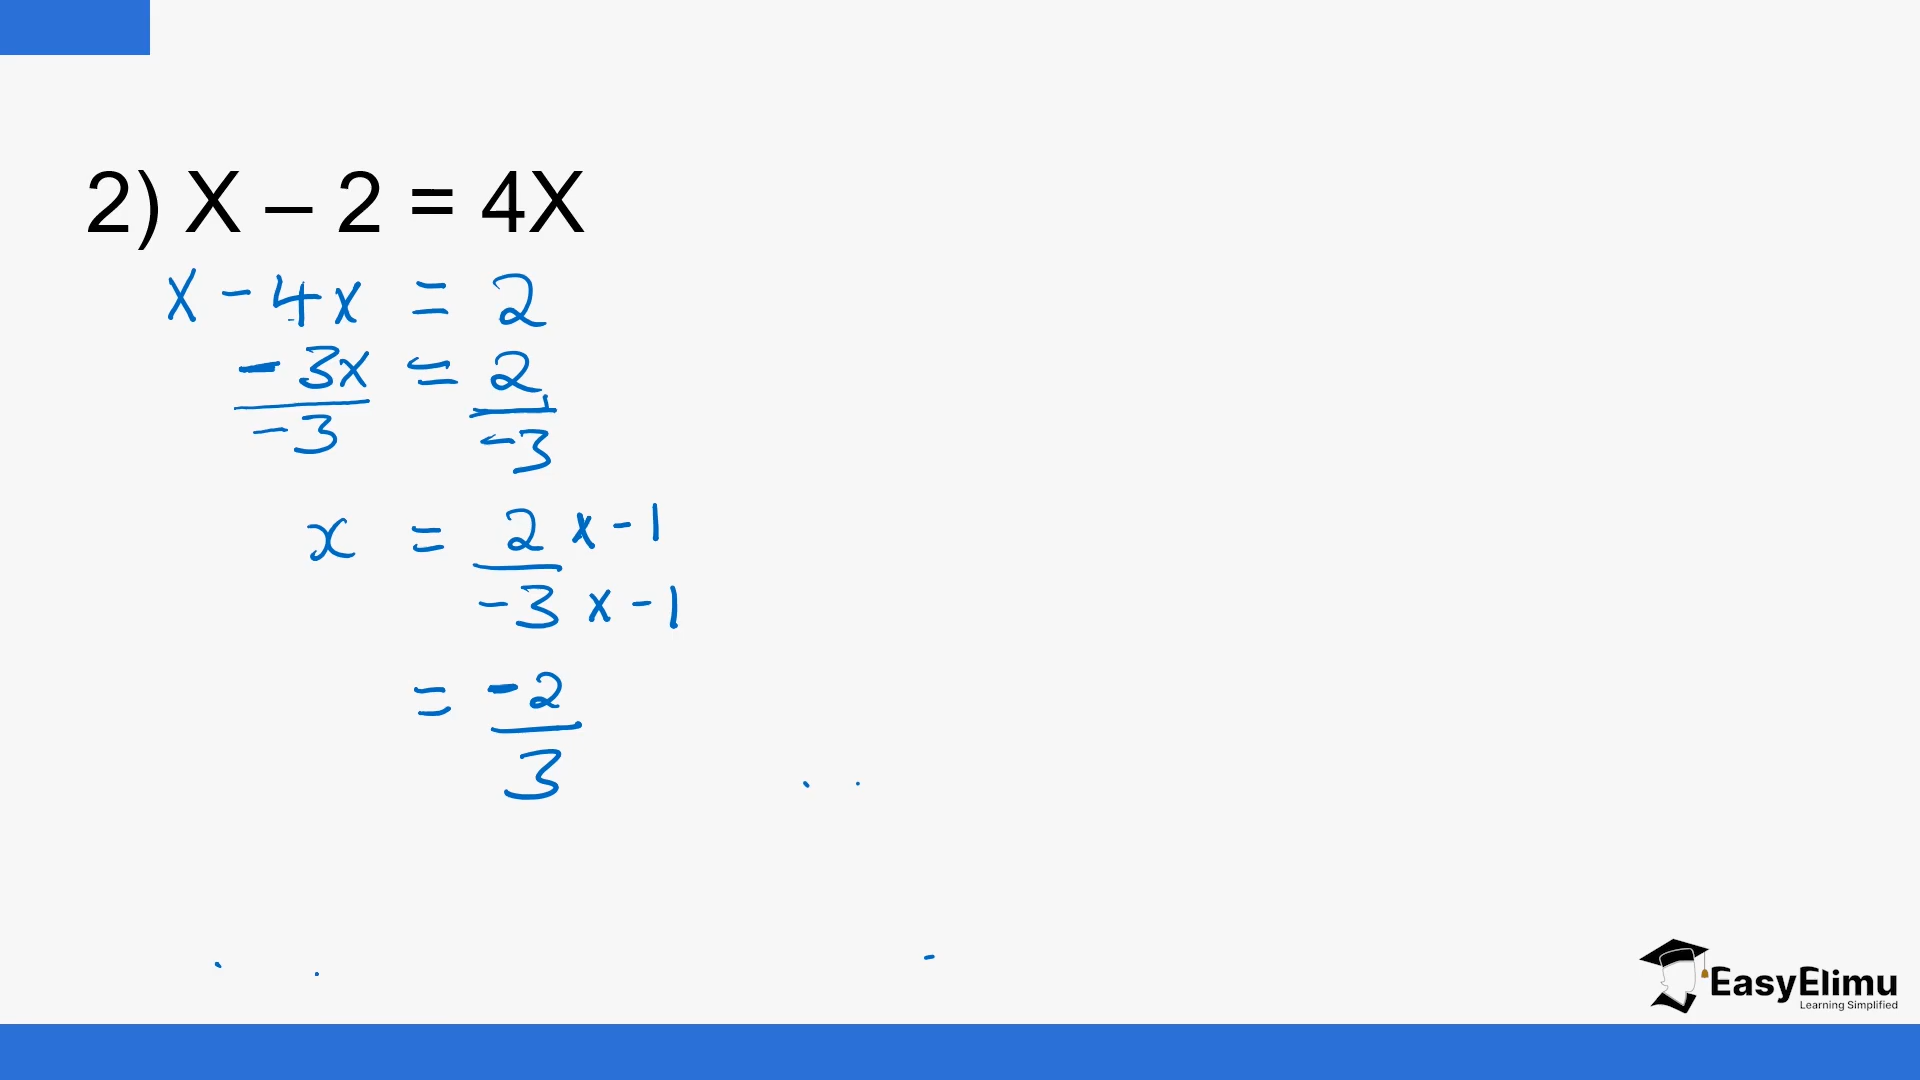 2) X – 2 = 4X
x - 4x = 2
- 3x = 2
-3 -3
x = 2 x - 1
-3 x - 1
= -2
3
EasyElimu
Learning Simplified